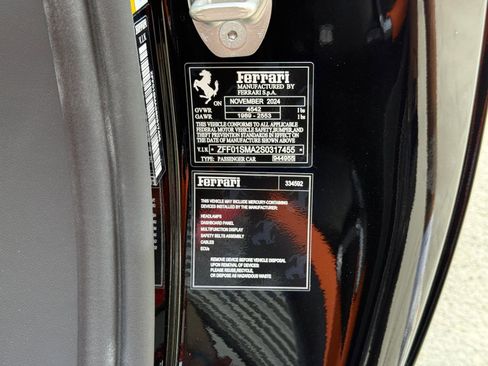 Ferrari
MANUFACTURED BY
FERRARI S.p.A.
ON NOVEMBER 2024
GVWR 4542 lbs
GAWR 1989 - 2553 lbs
THIS VEHICLE CONFORMS TO ALL APPLICABLE
FEDERAL MOTOR VEHICLE SAFETY, BUMPER, AND
THEFT PREVENTION STANDARDS IN EFFECT ON
THE DATE OF MANUFACTURE SHOWN ABOVE
V.I.N. ZFF01SMA2S0317455
TYPE: PASSENGER CAR 944955
Ferrari 334592
THIS VEHICLE MAY INCLUDE MERCURY-CONTAINING
DEVICES INSTALLED BY THE MANUFACTURER:
HEADLAMPS
DASHBOARD PANEL
MULTIFUNCTION DISPLAY
SAFETY BELTS ASSEMBLY
CABLES
ECUs
REMOVE DEVICE BEFORE VEHICLE DISPOSAL
UPON REMOVAL OF DEVICES:
PLEASE REUSE, RECYCLE,
OR DISPOSE AS HAZARDOUS WASTE